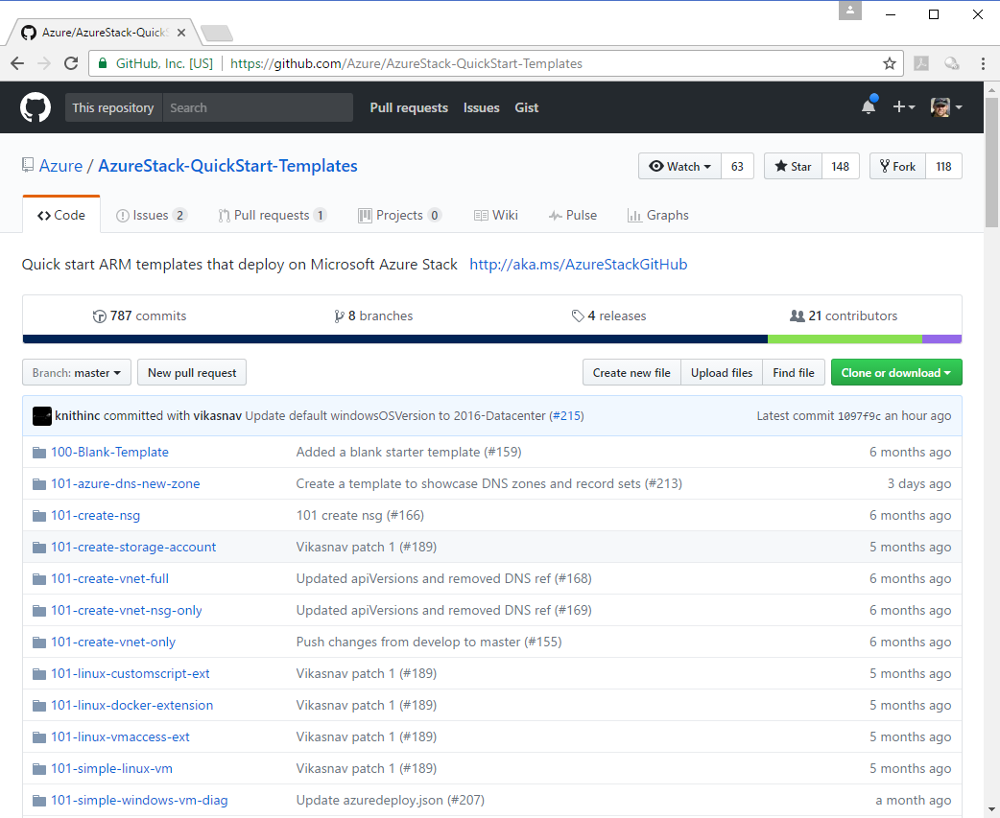 Azure/AzureStack-QuickS
GitHub, Inc. [US] https://github.com/Azure/AzureStack-QuickStart-Templates
This repository Search Pull requests Issues Gist
Azure / AzureStack-QuickStart-Templates Watch 63 Star 148 Fork 118
Code Issues 2 Pull requests 1 Projects 0 Wiki Pulse Graphs
Quick start ARM templates that deploy on Microsoft Azure Stack http://aka.ms/AzureStackGitHub
787 commits 8 branches 4 releases 21 contributors
Branch: master New pull request Create new file Upload files Find file Clone or download
knithinc committed with vikasnav Update default windowsOSVersion to 2016-Datacenter (#215) Latest commit 1097f9c an hour ago
100-Blank-Template Added a blank starter template (#159) 6 months ago
101-azure-dns-new-zone Create a template to showcase DNS zones and record sets (#213) 3 days ago
101-create-nsg 101 create nsg (#166) 6 months ago
101-create-storage-account Vikasnav patch 1 (#189) 5 months ago
101-create-vnet-full Updated apiVersions and removed DNS ref (#168) 6 months ago
101-create-vnet-nsg-only Updated apiVersions and removed DNS ref (#169) 6 months ago
101-create-vnet-only Push changes from develop to master (#155) 6 months ago
101-linux-customscript-ext Vikasnav patch 1 (#189) 5 months ago
101-linux-docker-extension Vikasnav patch 1 (#189) 5 months ago
101-linux-vmaccess-ext Vikasnav patch 1 (#189) 5 months ago
101-simple-linux-vm Vikasnav patch 1 (#189) 5 months ago
101-simple-windows-vm-diag Update azuredeploy.json (#207) a month ago